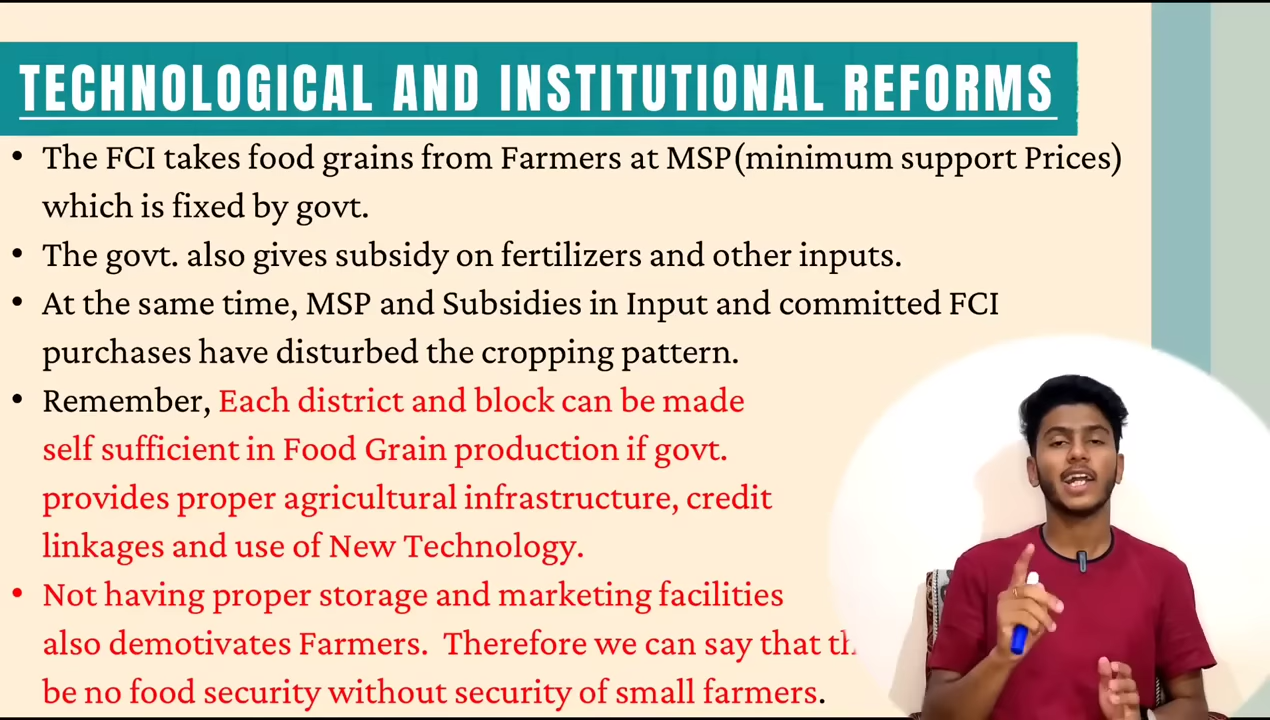 TECHNOLOGICAL AND INSTITUTIONAL REFORMS
• The FCI takes food grains from Farmers at MSP(minimum support Prices)
which is fixed by govt.
• The govt. also gives subsidy on fertilizers and other inputs.
• At the same time, MSP and Subsidies in Input and committed FCI
purchases have disturbed the cropping pattern.
• Remember, Each district and block can be made
self sufficient in Food Grain production if govt.
provides proper agricultural infrastructure, credit
linkages and use of New Technology.
• Not having proper storage and marketing facilities
also demotivates Farmers. Therefore we can say that
be no food security without security of small farmers.